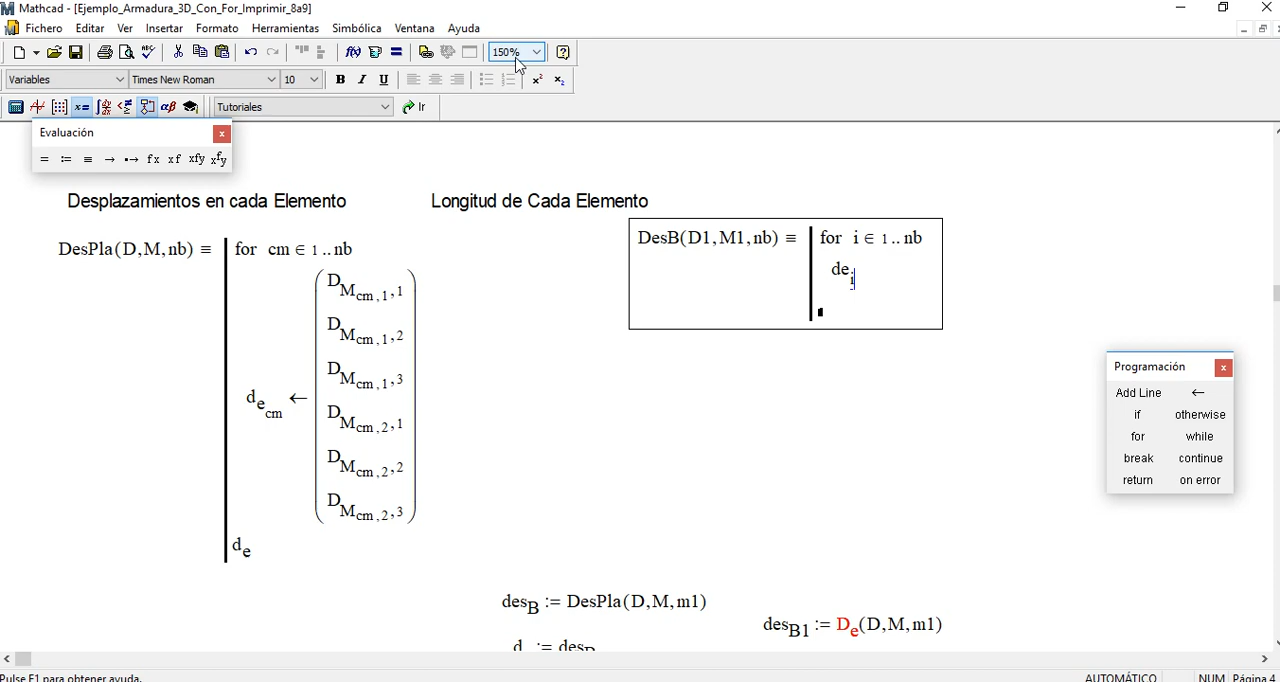 Mathcad - [Ejemplo_Armadura_3D_Con_For_Imprimir_8a9]
Fichero Editar Ver Insertar Formato Herramientas Simbólica Ventana Ayuda
150%
Variables Times New Roman 10 B I U
Tutoriales Ir
Evaluación x
= := ≡ → •→ fx xf xfy xfy
Desplazamientos en cada Elemento Longitud de Cada Elemento
DesPla(D,M,nb) ≡ for cm ∈ 1..nb
DesB(D1,M1,nb) ≡ for i ∈ 1..nb
de i
D M cm,1,1
D M cm,1,2
D M cm,1,3
d e cm ←
D M cm,2,1
D M cm,2,2
D M cm,2,3
d e
Programación x
Add Line ←
if otherwise
for while
break continue
return on error
des B := DesPla(D,M,m1)
des B1 := D e (D,M,m1)
Pulse F1 para obtener ayuda. AUTOMÁTICO NUM Página 4